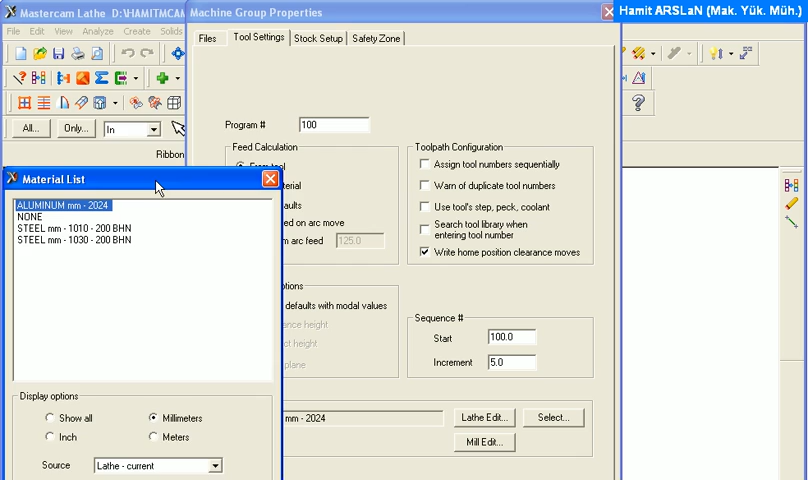 Mastercam Lathe D:\HAMITMCAM
Machine Group Properties
Hamit ARSLaN (Mak. Yük. Müh.)
File Edit View Analyze Create Solids
Files
Tool Settings
Stock Setup
Safety Zone
Program #
100
All...
Only...
In
Ribbon
Feed Calculation
From tool
Toolpath Configuration
Assign tool numbers sequentially
Warn of duplicate tool numbers
Use tool's step, peck, coolant
Search tool library when
entering tool number
Write home position clearance moves
on arc move
arc feed
125.0
defaults with modal values
height
height
plane
Sequence #
Start
100.0
Increment
5.0
mm - 2024
Lathe Edit...
Select...
Mill Edit...
Material List
ALUMINUM mm - 2024
NONE
STEEL mm - 1010 - 200 BHN
STEEL mm - 1030 - 200 BHN
Display options
Show all
Millimeters
Inch
Meters
Source
Lathe - current